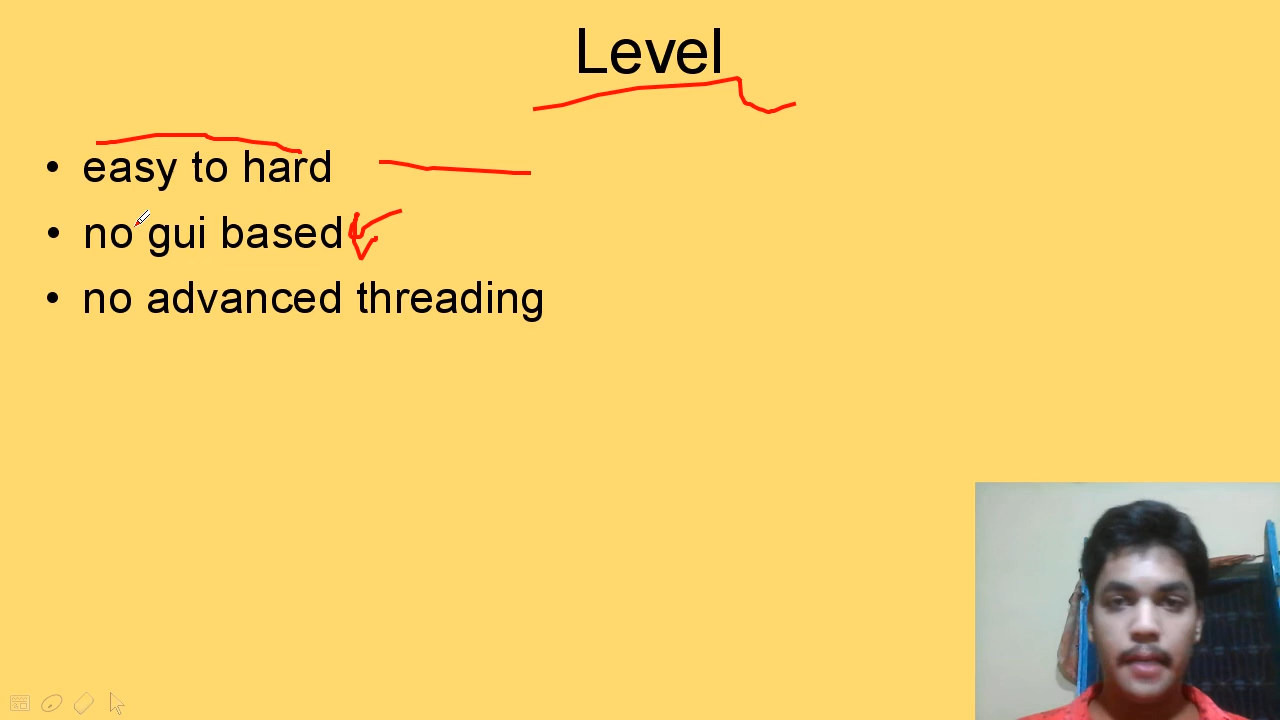 Level
• easy to hard
• no gui based
• no advanced threading